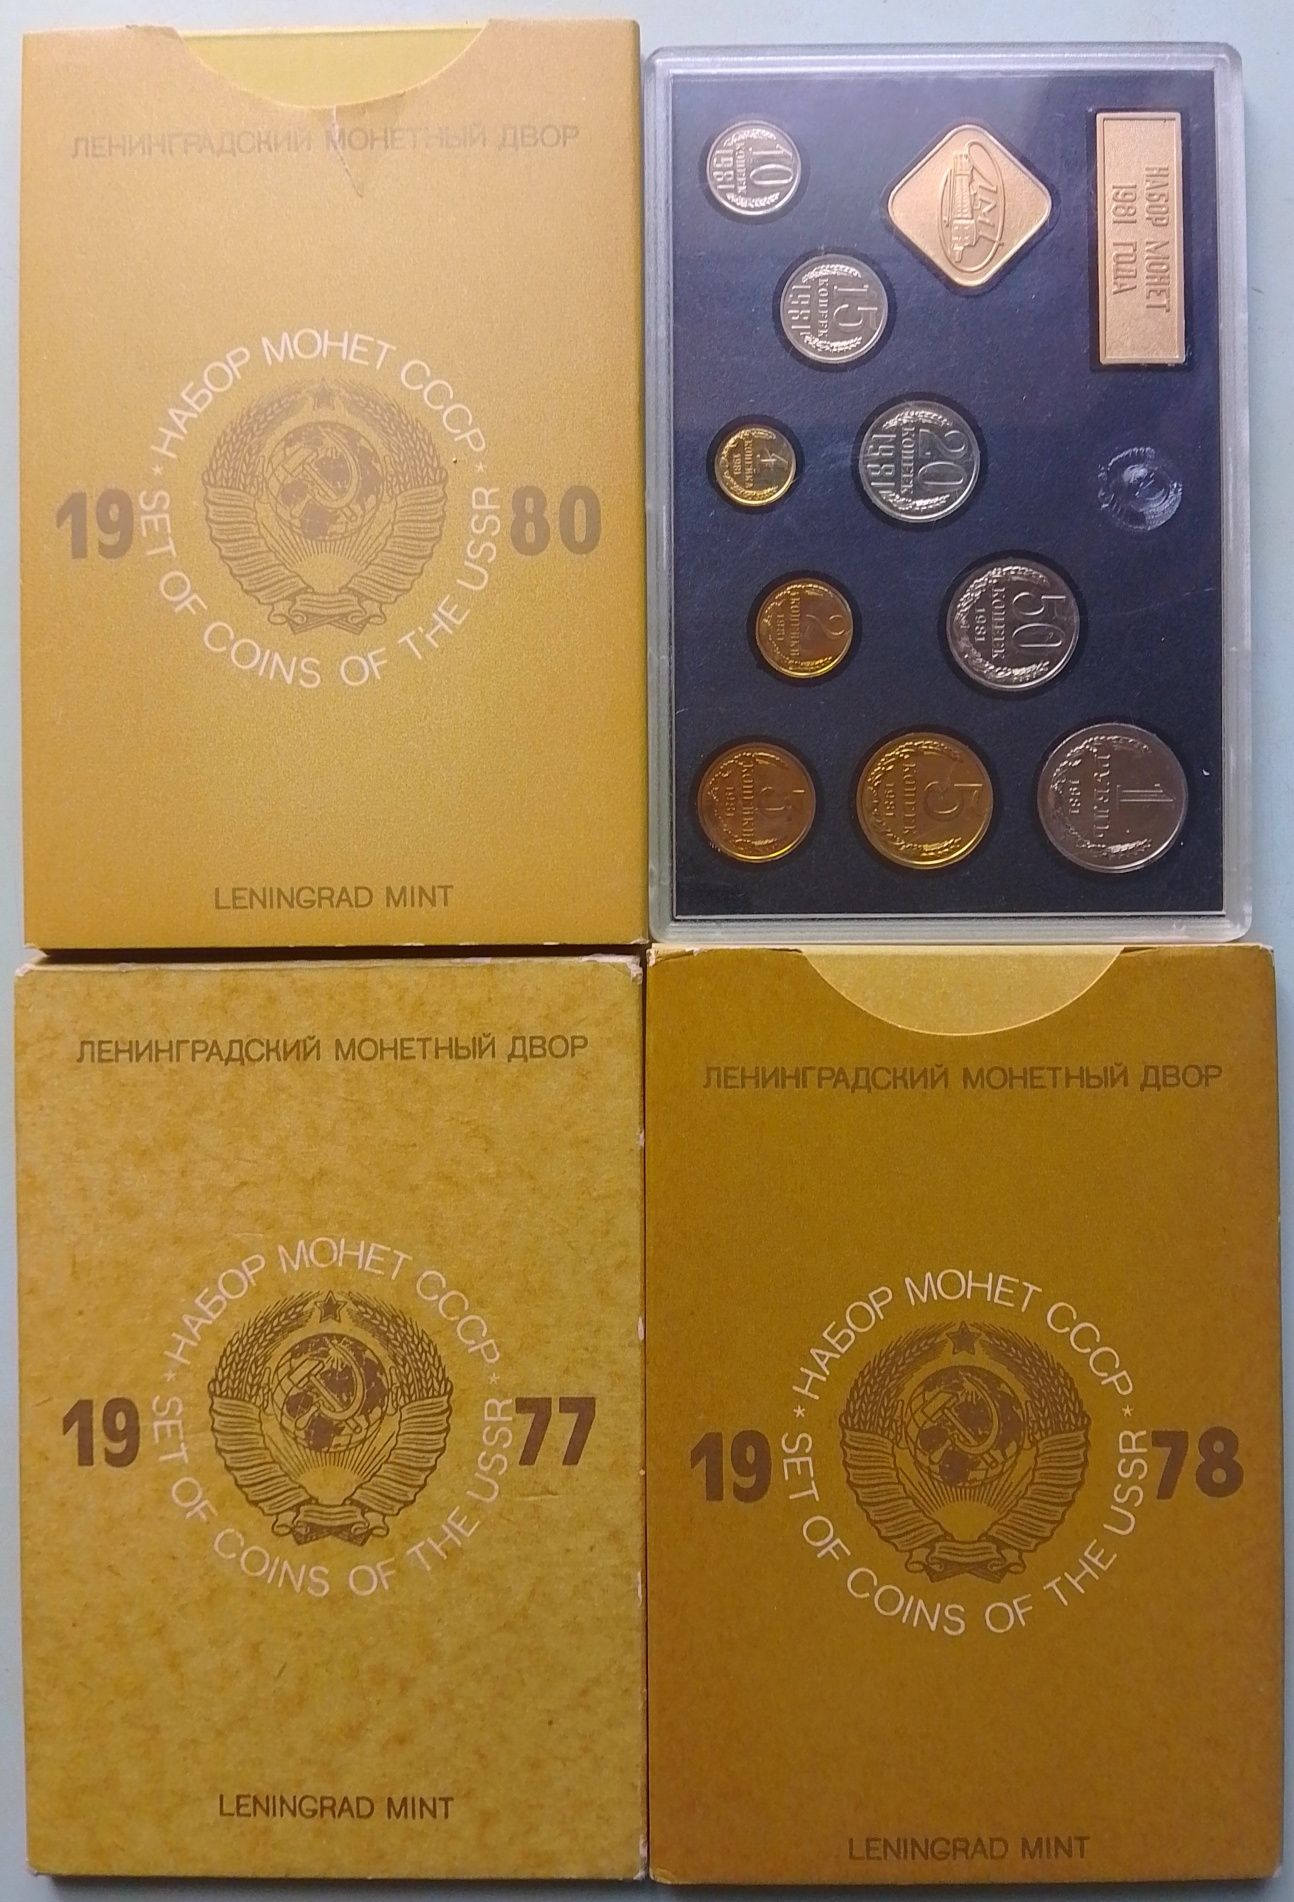 ЛЕНИНГРАДСКИЙ МОНЕТНЫЙ ДВОР
* НАБОР МОНЕТ СССР *
19 80
SET OF COINS OF THE USSR
LENINGRAD MINT
НАБОР МОНЕТ
1981 ГОДА
ЛМД
10
КОПЕЕК
1981
15
КОПЕЕК
1981
20
КОПЕЕК
1981
1
КОПЕЙКА
1981
2
КОПЕЙКИ
1981
50
КОПЕЕК
1981
3
КОПЕЙКИ
1981
5
КОПЕЕК
1981
1
РУБЛЬ
1981
ЛЕНИНГРАДСКИЙ МОНЕТНЫЙ ДВОР
* НАБОР МОНЕТ СССР *
19 77
SET OF COINS OF THE USSR
LENINGRAD MINT
ЛЕНИНГРАДСКИЙ МОНЕТНЫЙ ДВОР
* НАБОР МОНЕТ СССР *
19 78
SET OF COINS OF THE USSR
LENINGRAD MINT